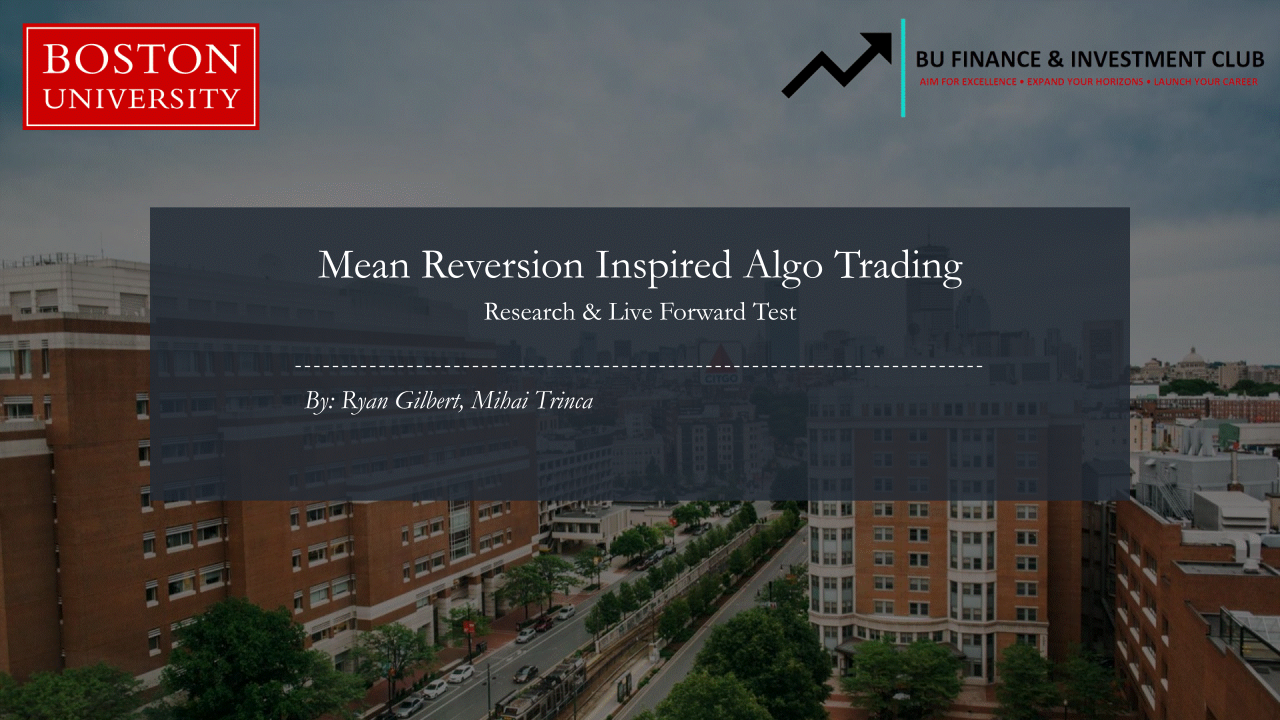 BOSTON
UNIVERSITY
BU FINANCE & INVESTMENT CLUB
AIM FOR EXCELLENCE • EXPAND YOUR HORIZONS • LAUNCH YOUR CAREER
Mean Reversion Inspired Algo Trading
Research & Live Forward Test
By: Ryan Gilbert, Mihai Trinca
CITGO